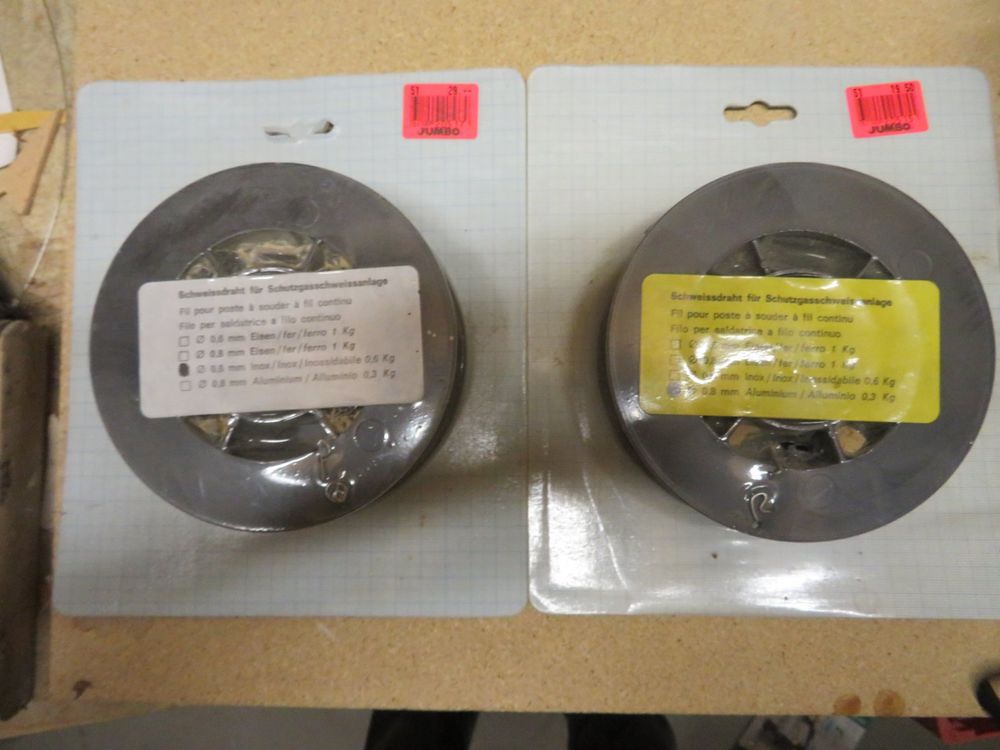 51 29.--
JUMBO
Schweissdraht für Schutzgasschweissanlage
Fil pour poste à souder à fil continu
Filo per saldatrice a filo continuo
Ø 0,6 mm Eisen/fer/ferro 1 Kg
Ø 0,8 mm Eisen/fer/ferro 1 Kg
Ø 0,8 mm Inox/Inox/Inossidabile 0,6 Kg
Ø 0,8 mm Aluminium/Alluminio 0,3 Kg
51 19.50
JUMBO
Schweissdraht für Schutzgasschweissanlage
Fil pour poste à souder à fil continu
Filo per saldatrice a filo continuo
mm Eisen/fer/ferro 1 Kg
mm Eisen/fer/ferro 1 Kg
mm Inox/Inox/Inossidabile 0,6 Kg
0.8 mm Aluminium/Alluminio 0,3 Kg